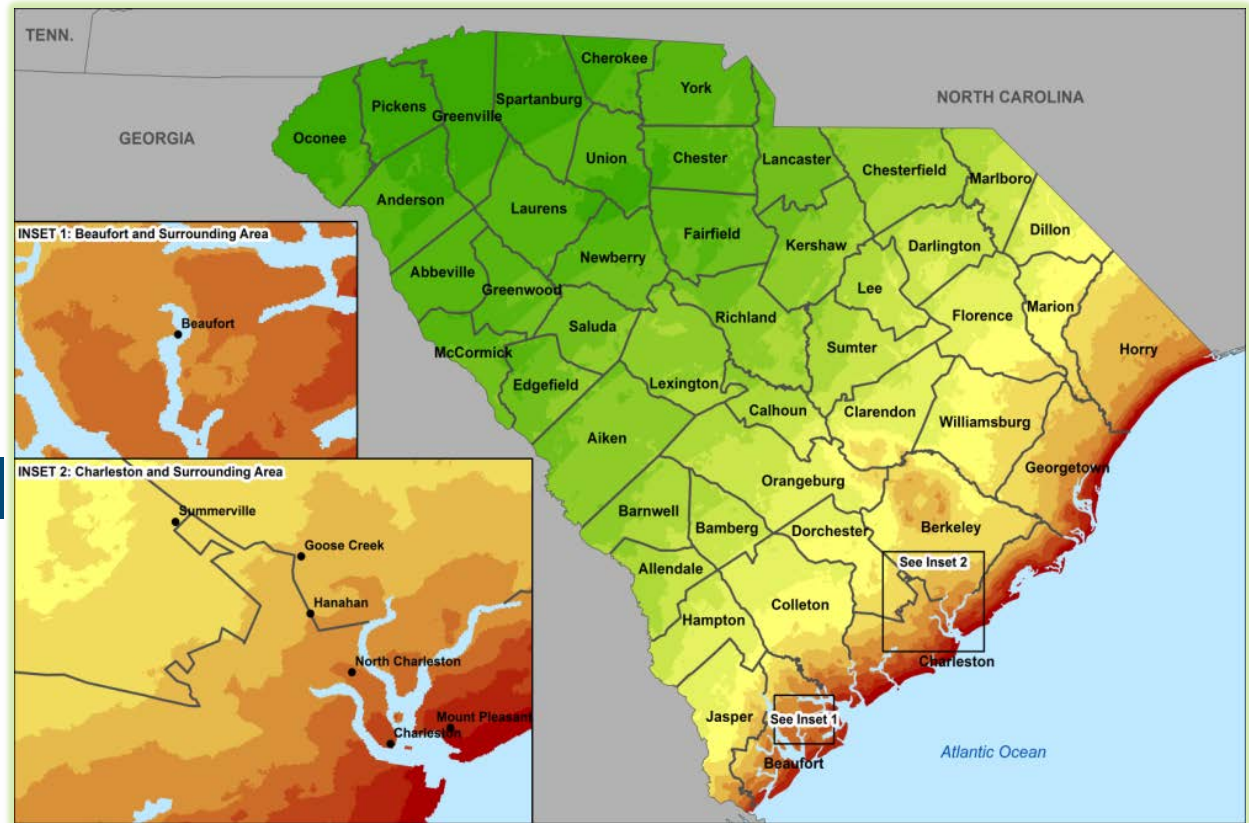 TENN.
NORTH CAROLINA
GEORGIA
Cherokee
York
Spartanburg
Pickens
Greenville
Oconee
Union
Chester
Lancaster
Chesterfield
Marlboro
Anderson
Laurens
Fairfield
Kershaw
Darlington
Dillon
Newberry
Abbeville
Greenwood
Lee
Marion
Saluda
Richland
Florence
McCormick
Sumter
Horry
Edgefield
Lexington
Calhoun
Clarendon
Williamsburg
Aiken
Georgetown
Orangeburg
Barnwell
Bamberg
Dorchester
Berkeley
Allendale
See Inset 2
Colleton
Hampton
Charleston
Jasper
See Inset 1
Beaufort
Atlantic Ocean
INSET 1: Beaufort and Surrounding Area
Beaufort
INSET 2: Charleston and Surrounding Area
Summerville
Goose Creek
Hanahan
North Charleston
Mount Pleasant
Charleston